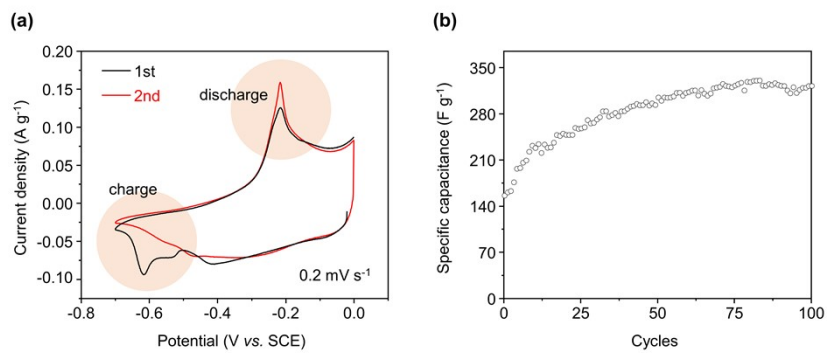 (a)
0.20
0.15
0.10
0.05
0.00
-0.05
-0.10
Current density (A g⁻¹)
1st
2nd
discharge
charge
0.2 mV s⁻¹
-0.8
-0.6
-0.4
-0.2
0.0
Potential (V vs. SCE)
(b)
350
280
210
140
70
0
Specific capacitance (F g⁻¹)
0
25
50
75
100
Cycles